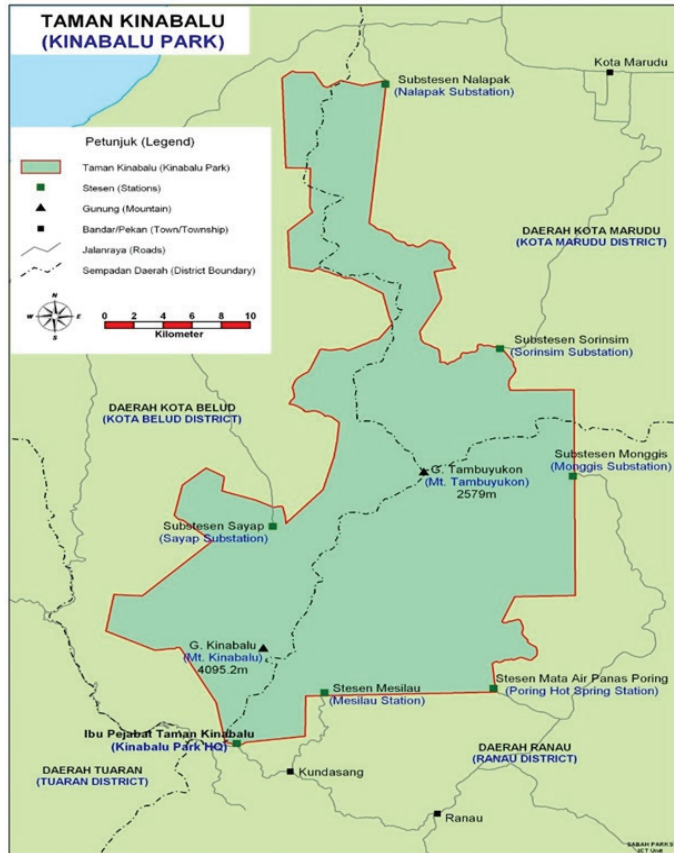 TAMAN KINABALU
(KINABALU PARK)
Petunjuk (Legend)
Taman Kinabalu (Kinabalu Park)
Stesen (Stations)
Gunung (Mountain)
Bandar/Pekan (Town/Township)
Jalanraya (Roads)
Sempadan Daerah (District Boundary)
N
W
E
S
0 2 4 6 8 10
Kilometer
Substesen Nalapak
(Nalapak Substation)
Kota Marudu
DAERAH KOTA MARUDU
(KOTA MARUDU DISTRICT)
Substesen Sorinsim
(Sorinsim Substation)
DAERAH KOTA BELUD
(KOTA BELUD DISTRICT)
G. Tambuyukon
(Mt. Tambuyukon)
2579m
Substesen Monggis
(Monggis Substation)
Substesen Sayap
(Sayap Substation)
G. Kinabalu
(Mt. Kinabalu)
4095.2m
Stesen Mesilau
(Mesilau Station)
Stesen Mata Air Panas Poring
(Poring Hot Spring Station)
Ibu Pejabat Taman Kinabalu
(Kinabalu Park HQ)
DAERAH TUARAN
(TUARAN DISTRICT)
DAERAH RANAU
(RANAU DISTRICT)
Kundasang
Ranau
SABAH PARKS
ICT Unit